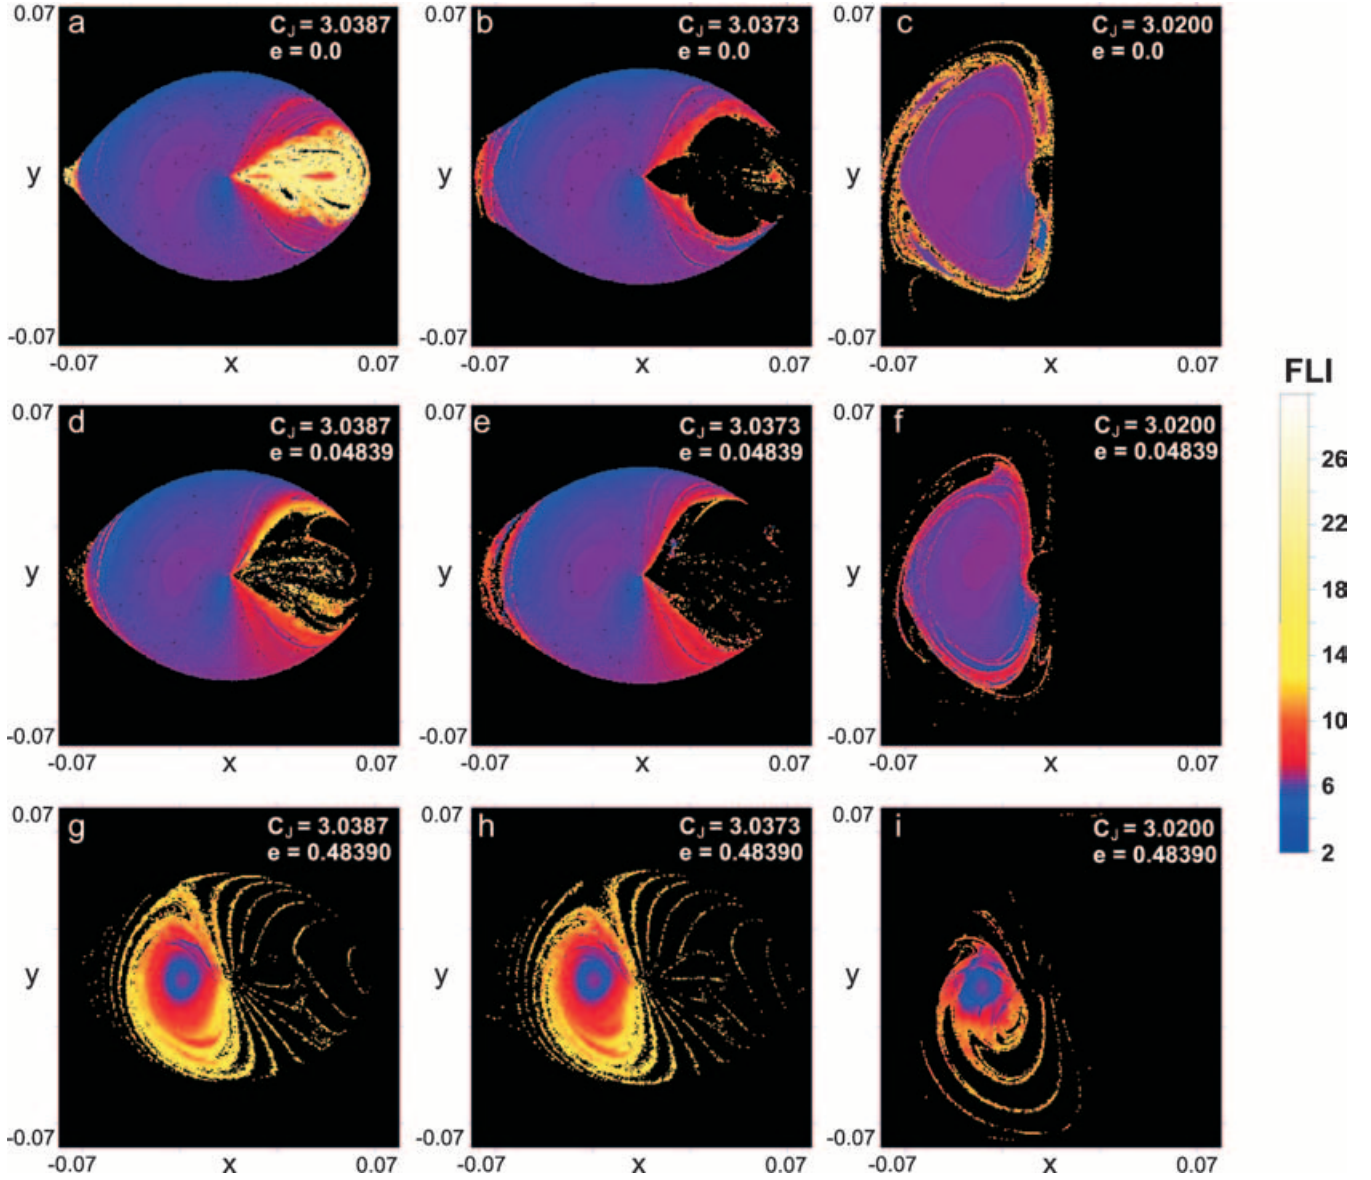 a
C_J = 3.0387
e = 0.0
0.07
y
-0.07
-0.07
x
0.07
b
C_J = 3.0373
e = 0.0
0.07
y
-0.07
-0.07
x
0.07
c
C_J = 3.0200
e = 0.0
0.07
y
-0.07
-0.07
x
0.07
d
C_J = 3.0387
e = 0.04839
0.07
y
-0.07
-0.07
x
0.07
e
C_J = 3.0373
e = 0.04839
0.07
y
-0.07
-0.07
x
0.07
f
C_J = 3.0200
e = 0.04839
0.07
y
-0.07
-0.07
x
0.07
g
C_J = 3.0387
e = 0.48390
0.07
y
-0.07
-0.07
x
0.07
h
C_J = 3.0373
e = 0.48390
0.07
y
-0.07
-0.07
x
0.07
i
C_J = 3.0200
e = 0.48390
0.07
y
-0.07
-0.07
x
0.07
FLI
26
22
18
14
10
6
2